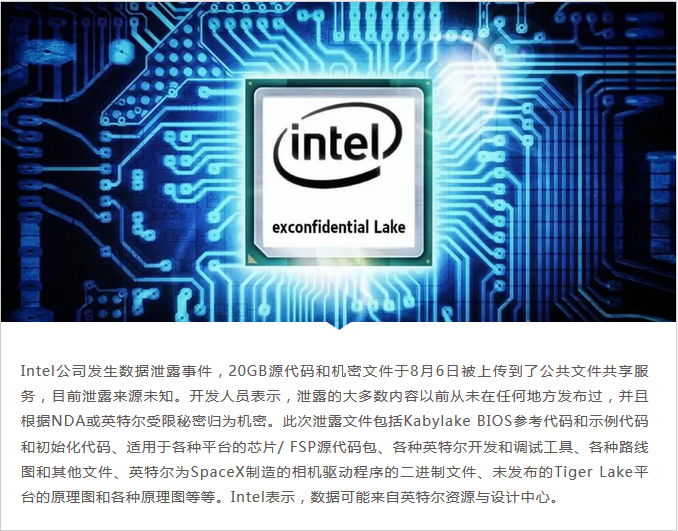 intel
exconfidential Lake
Intel公司发生数据泄露事件，20GB源代码和机密文件于8月6日被上传到了公共文件共享服
务，目前泄露来源未知。开发人员表示，泄露的大多数内容以前从未在任何地方发布过，并且
根据NDA或英特尔受限秘密归为机密。此次泄露文件包括Kabylake BIOS参考代码和示例代码
和初始化代码、适用于各种平台的芯片/ FSP源代码包、各种英特尔开发和调试工具、各种路线
图和其他文件、英特尔为SpaceX制造的相机驱动程序的二进制文件、未发布的Tiger Lake平
台的原理图和各种原理图等等。Intel表示，数据可能来自英特尔资源与设计中心。